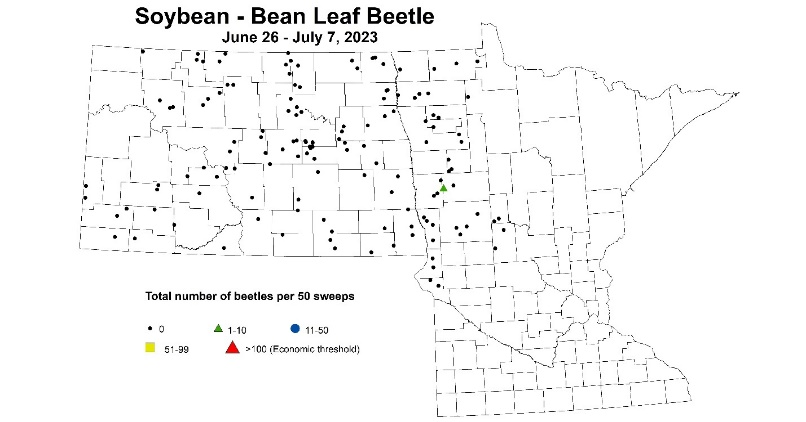 Soybean - Bean Leaf Beetle
June 26 - July 7, 2023
Total number of beetles per 50 sweeps
0 1-10 11-50
51-99 >100 (Economic threshold)